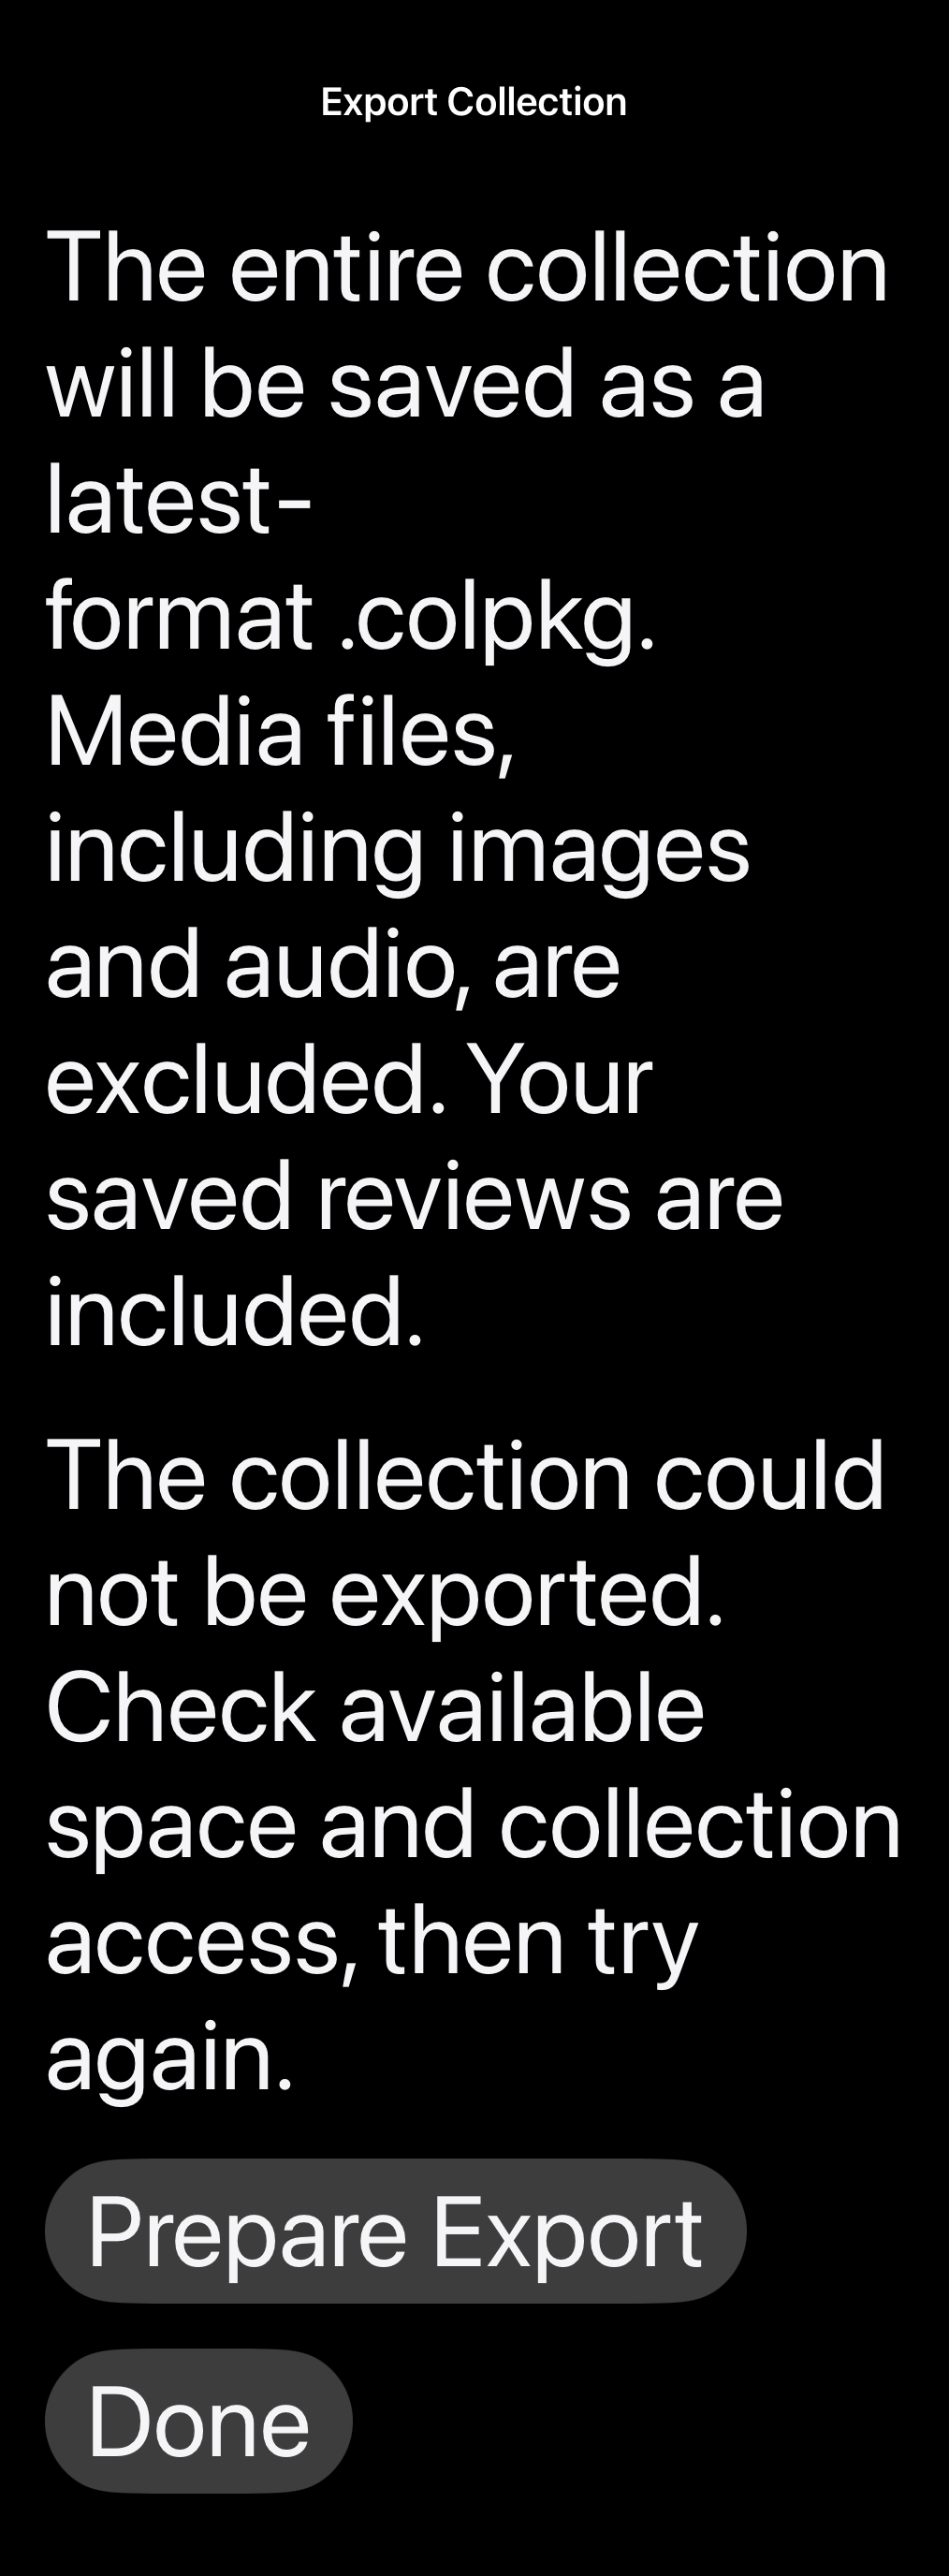 Export Collection
The entire collection
will be saved as a
latest-
format .colpkg.
Media files,
including images
and audio, are
excluded. Your
saved reviews are
included.
The collection could
not be exported.
Check available
space and collection
access, then try
again.
Prepare Export
Done